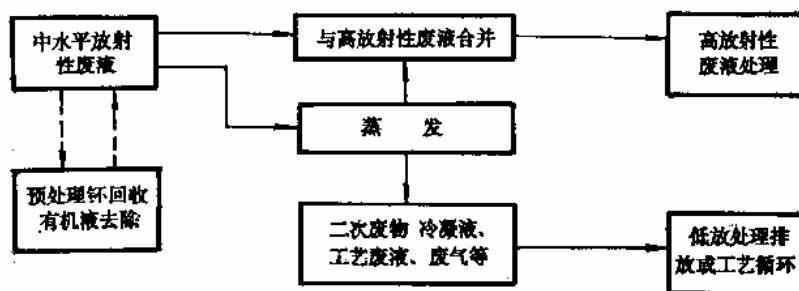 中水平放射
性废液
与高放射性废液合并
高放射性
废液处理
蒸 发
预处理钚回收
有机液去除
二次废物 冷凝液、
工艺废液、废气等
低放处理排
放或工艺循环